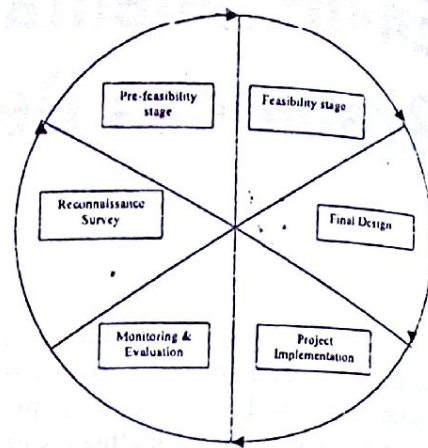 Pre-feasibility
stage
Feasibility stage
Reconnaissance
Survey
Final Design
Monitoring &
Evaluation
Project
Implementation